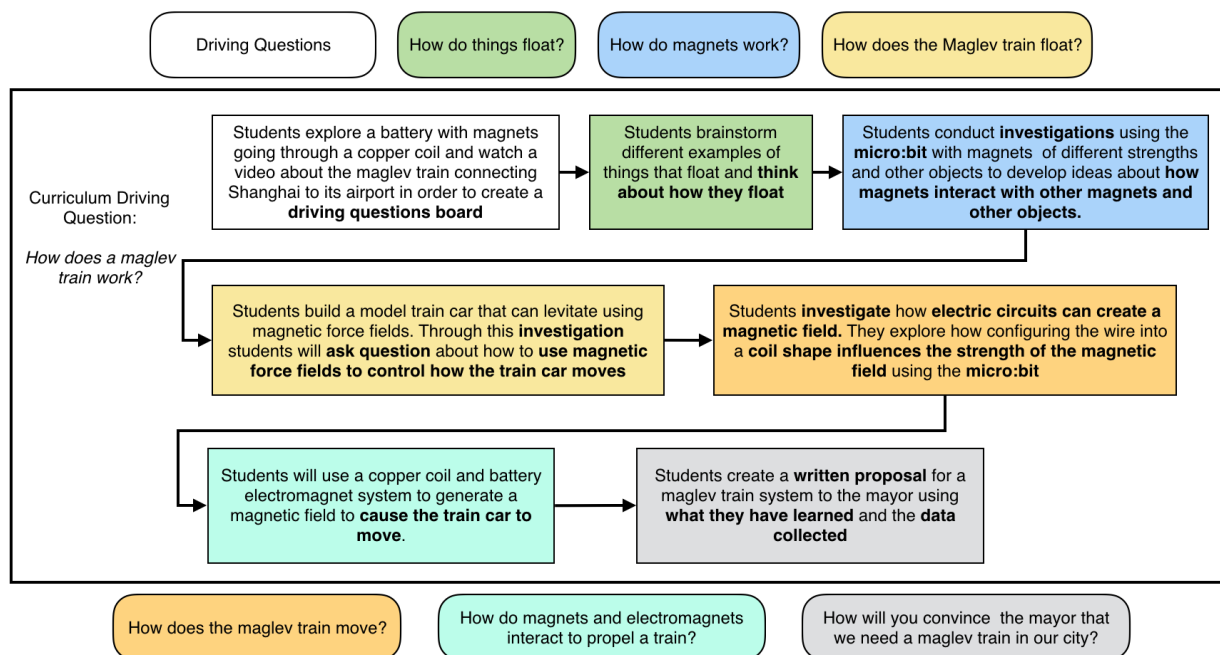 Driving Questions
How do things float?
How do magnets work?
How does the Maglev train float?
Curriculum Driving
Question:
How does a maglev
train work?
Students explore a battery with magnets
going through a copper coil and watch a
video about the maglev train connecting
Shanghai to its airport in order to create a
driving questions board
Students brainstorm
different examples of
things that float and think
about how they float
Students conduct investigations using the
micro:bit with magnets of different strengths
and other objects to develop ideas about how
magnets interact with other magnets and
other objects.
Students build a model train car that can levitate using
magnetic force fields. Through this investigation
students will ask question about how to use magnetic
force fields to control how the train car moves
Students investigate how electric circuits can create a
magnetic field. They explore how configuring the wire into
a coil shape influences the strength of the magnetic
field using the micro:bit
Students will use a copper coil and battery
electromagnet system to generate a
magnetic field to cause the train car to
move.
Students create a written proposal for a
maglev train system to the mayor using
what they have learned and the data
collected
How does the maglev train move?
How do magnets and electromagnets
interact to propel a train?
How will you convince the mayor that
we need a maglev train in our city?